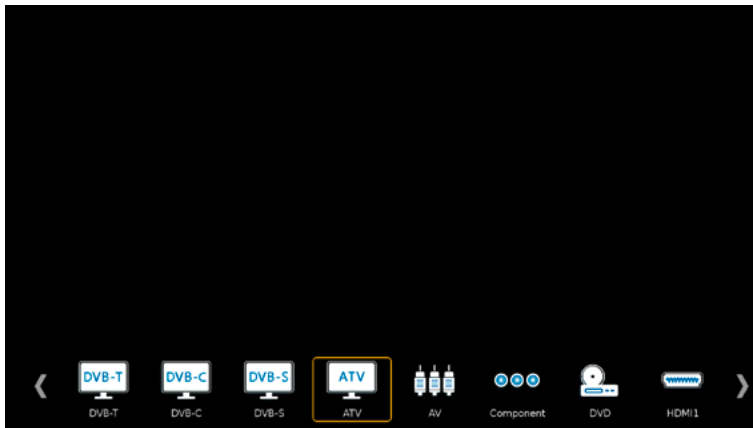 DVB-T DVB-C DVB-S ATV
DVB-T DVB-C DVB-S ATV AV Component DVD HDMI1